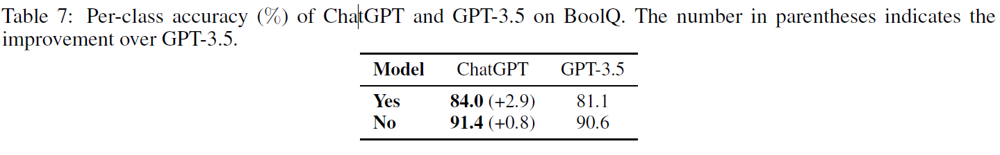 Table 7: Per-class accuracy (%) of ChatGPT and GPT-3.5 on BoolQ. The number in parentheses indicates the
improvement over GPT-3.5.
Model ChatGPT GPT-3.5
Yes 84.0 (+2.9) 81.1
No 91.4 (+0.8) 90.6